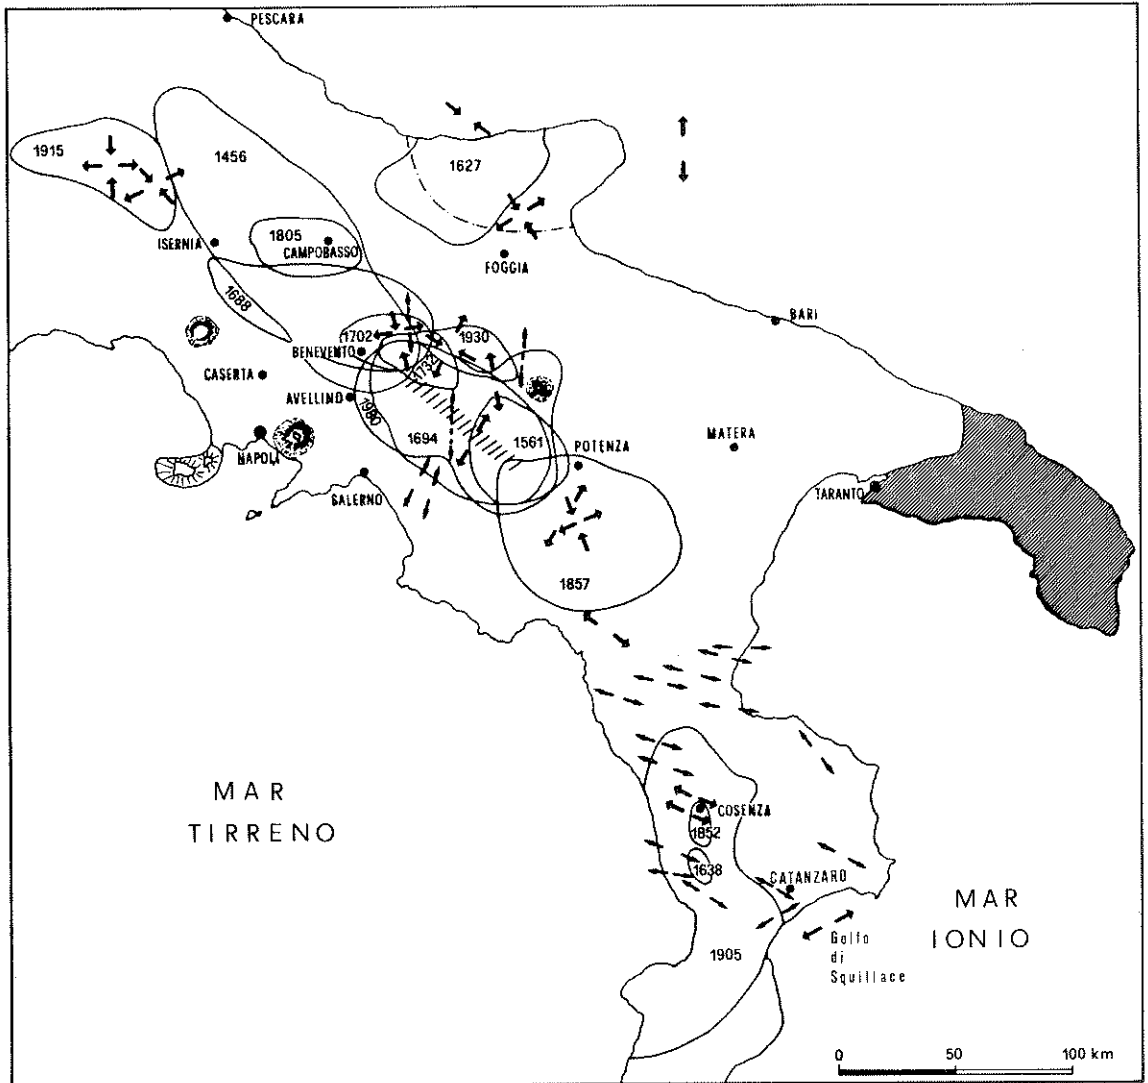 PESCARA
1915
1456
1627
ISERNIA
1805
CAMPOBASSO
FOGGIA
1688
BARI
1702
1930
BENEVENTO
1732
CASERTA
AVELLINO
1980
1694
1561
MATERA
NAPOLI
POTENZA
SALERNO
TARANTO
1857
MAR
TIRRENO
COSENZA
1852
1638
CATANZARO
MAR
IONIO
Golfo
di
Squillace
1905
0 50 100 km